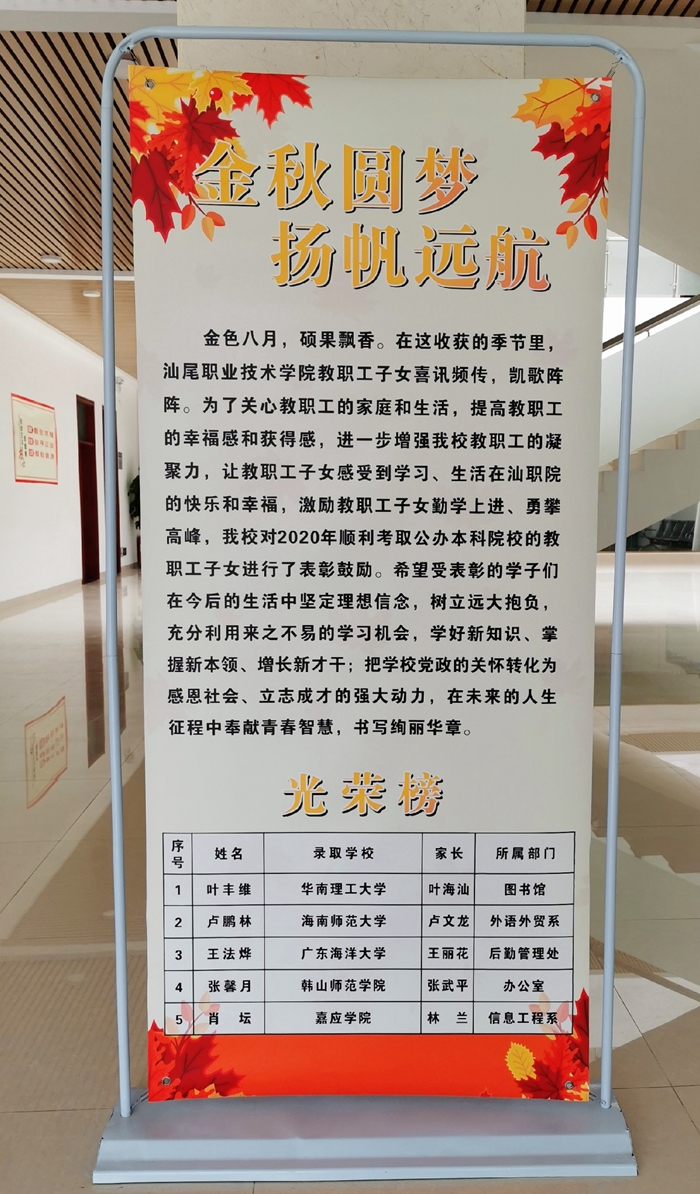 金秋圆梦
扬帆远航
金色八月，硕果飘香。在这收获的季节里，
汕尾职业技术学院教职工子女喜讯频传，凯歌阵
阵。为了关心教职工的家庭和生活，提高教职工
的幸福感和获得感，进一步增强我校教职工的凝
聚力，让教职工子女感受到学习、生活在汕职院
的快乐和幸福，激励教职工子女勤学上进、勇攀
高峰，我校对2020年顺利考取公办本科院校的教
职工子女进行了表彰鼓励。希望受表彰的学子们
在今后的生活中坚定理想信念，树立远大抱负，
充分利用来之不易的学习机会，学好新知识、掌
握新本领、增长新才干；把学校党政的关怀转化为
感恩社会、立志成才的强大动力，在未来的人生
征程中奉献青春智慧，书写绚丽华章。
光荣榜
序号 姓名 录取学校 家长 所属部门
1 叶丰维 华南理工大学 叶海汕 图书馆
2 卢鹏林 海南师范大学 卢文龙 外语外贸系
3 王法烨 广东海洋大学 王丽花 后勤管理处
4 张馨月 韩山师范学院 张武平 办公室
5 肖坛 嘉应学院 林兰 信息工程系